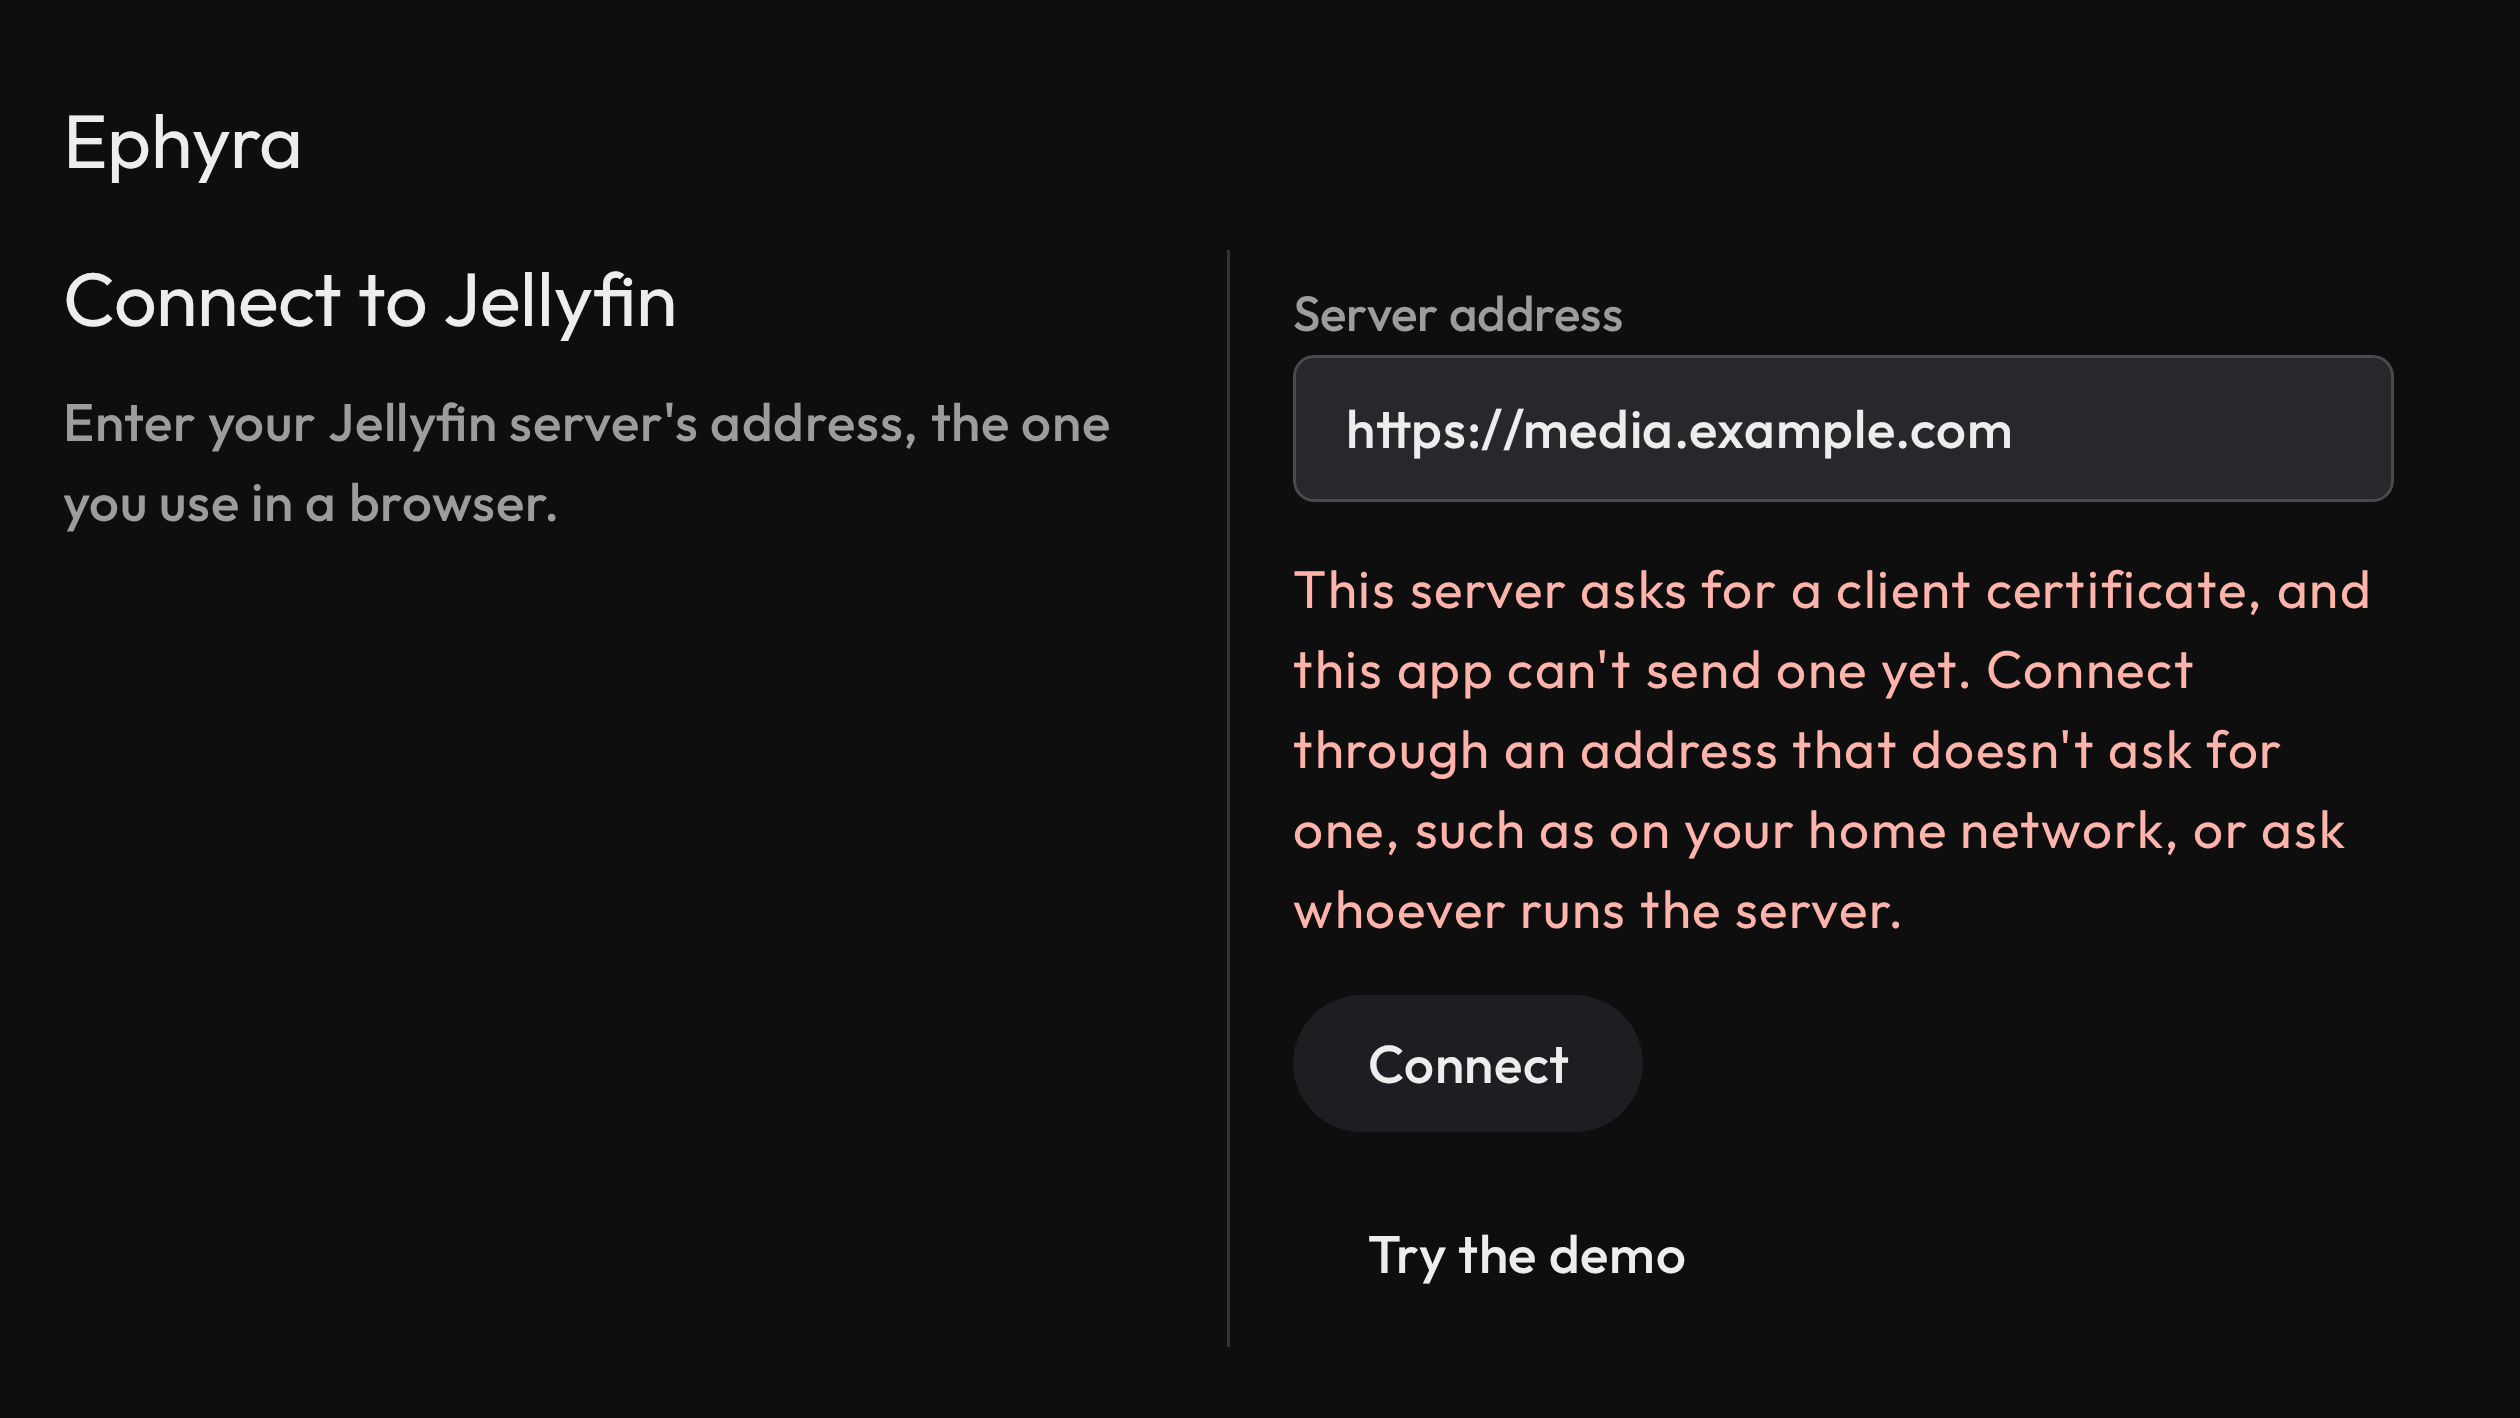 Ephyra
Connect to Jellyfin
Enter your Jellyfin server's address, the one
you use in a browser.
Server address
https://media.example.com
This server asks for a client certificate, and
this app can't send one yet. Connect
through an address that doesn't ask for
one, such as on your home network, or ask
whoever runs the server.
Connect
Try the demo